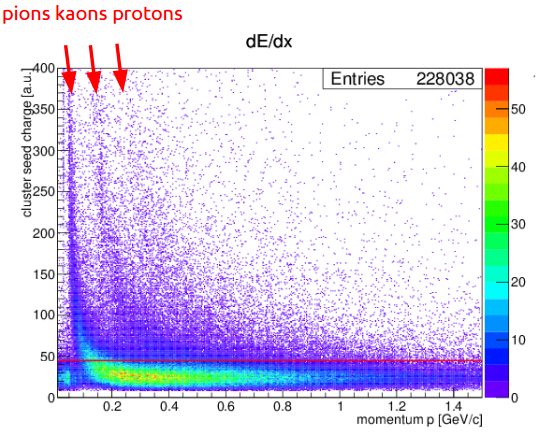 pions kaons protons
dE/dx
Entries 228038
cluster seed charge [a.u.]
400
350
300
250
200
150
100
50
0
0.2 0.4 0.6 0.8 1 1.2 1.4
momentum p [GeV/c]
50
40
30
20
10
0